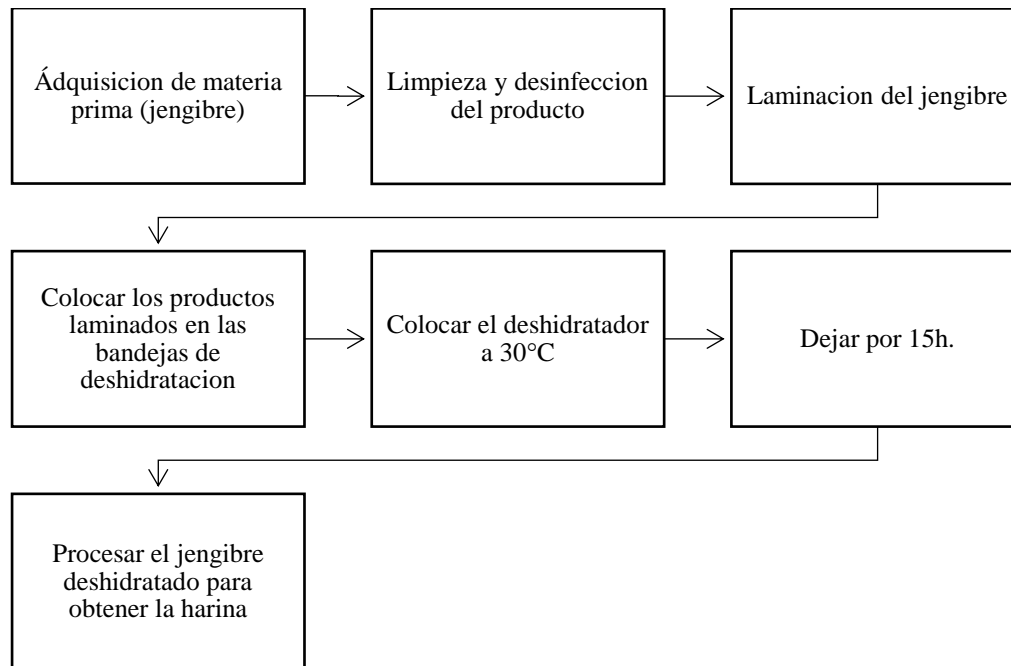 Ádquisicion de materia
prima (jengibre)
Limpieza y desinfeccion
del producto
Laminacion del jengibre
Colocar los productos
laminados en las
bandejas de
deshidratacion
Colocar el deshidratador
a 30°C
Dejar por 15h.
Procesar el jengibre
deshidratado para
obtener la harina